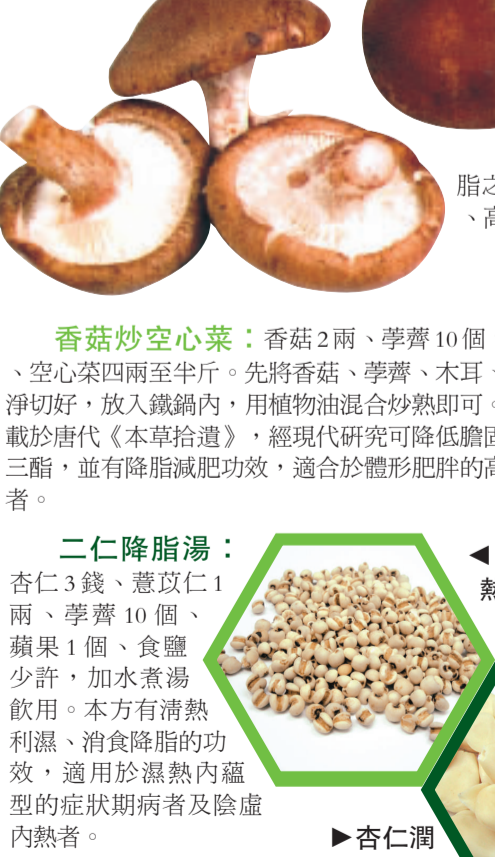 脂之
、高
香菇炒空心菜：香菇2兩、荸薺10個
、空心菜四兩至半斤。先將香菇、荸薺、木耳、
淨切好，放入鐵鍋內，用植物油混合炒熟即可。
載於唐代《本草拾遺》，經現代研究可降低膽固
三酯，並有降脂減肥功效，適合於體形肥胖的高
者。
二仁降脂湯：
杏仁3錢、薏苡仁1
兩、荸薺10個、
蘋果1個、食鹽
少許，加水煮湯
飲用。本方有清熱
利濕、消食降脂的功
效，適用於濕熱內蘊
型的症狀期病者及陰虛
內熱者。
◀
熱
▶杏仁潤